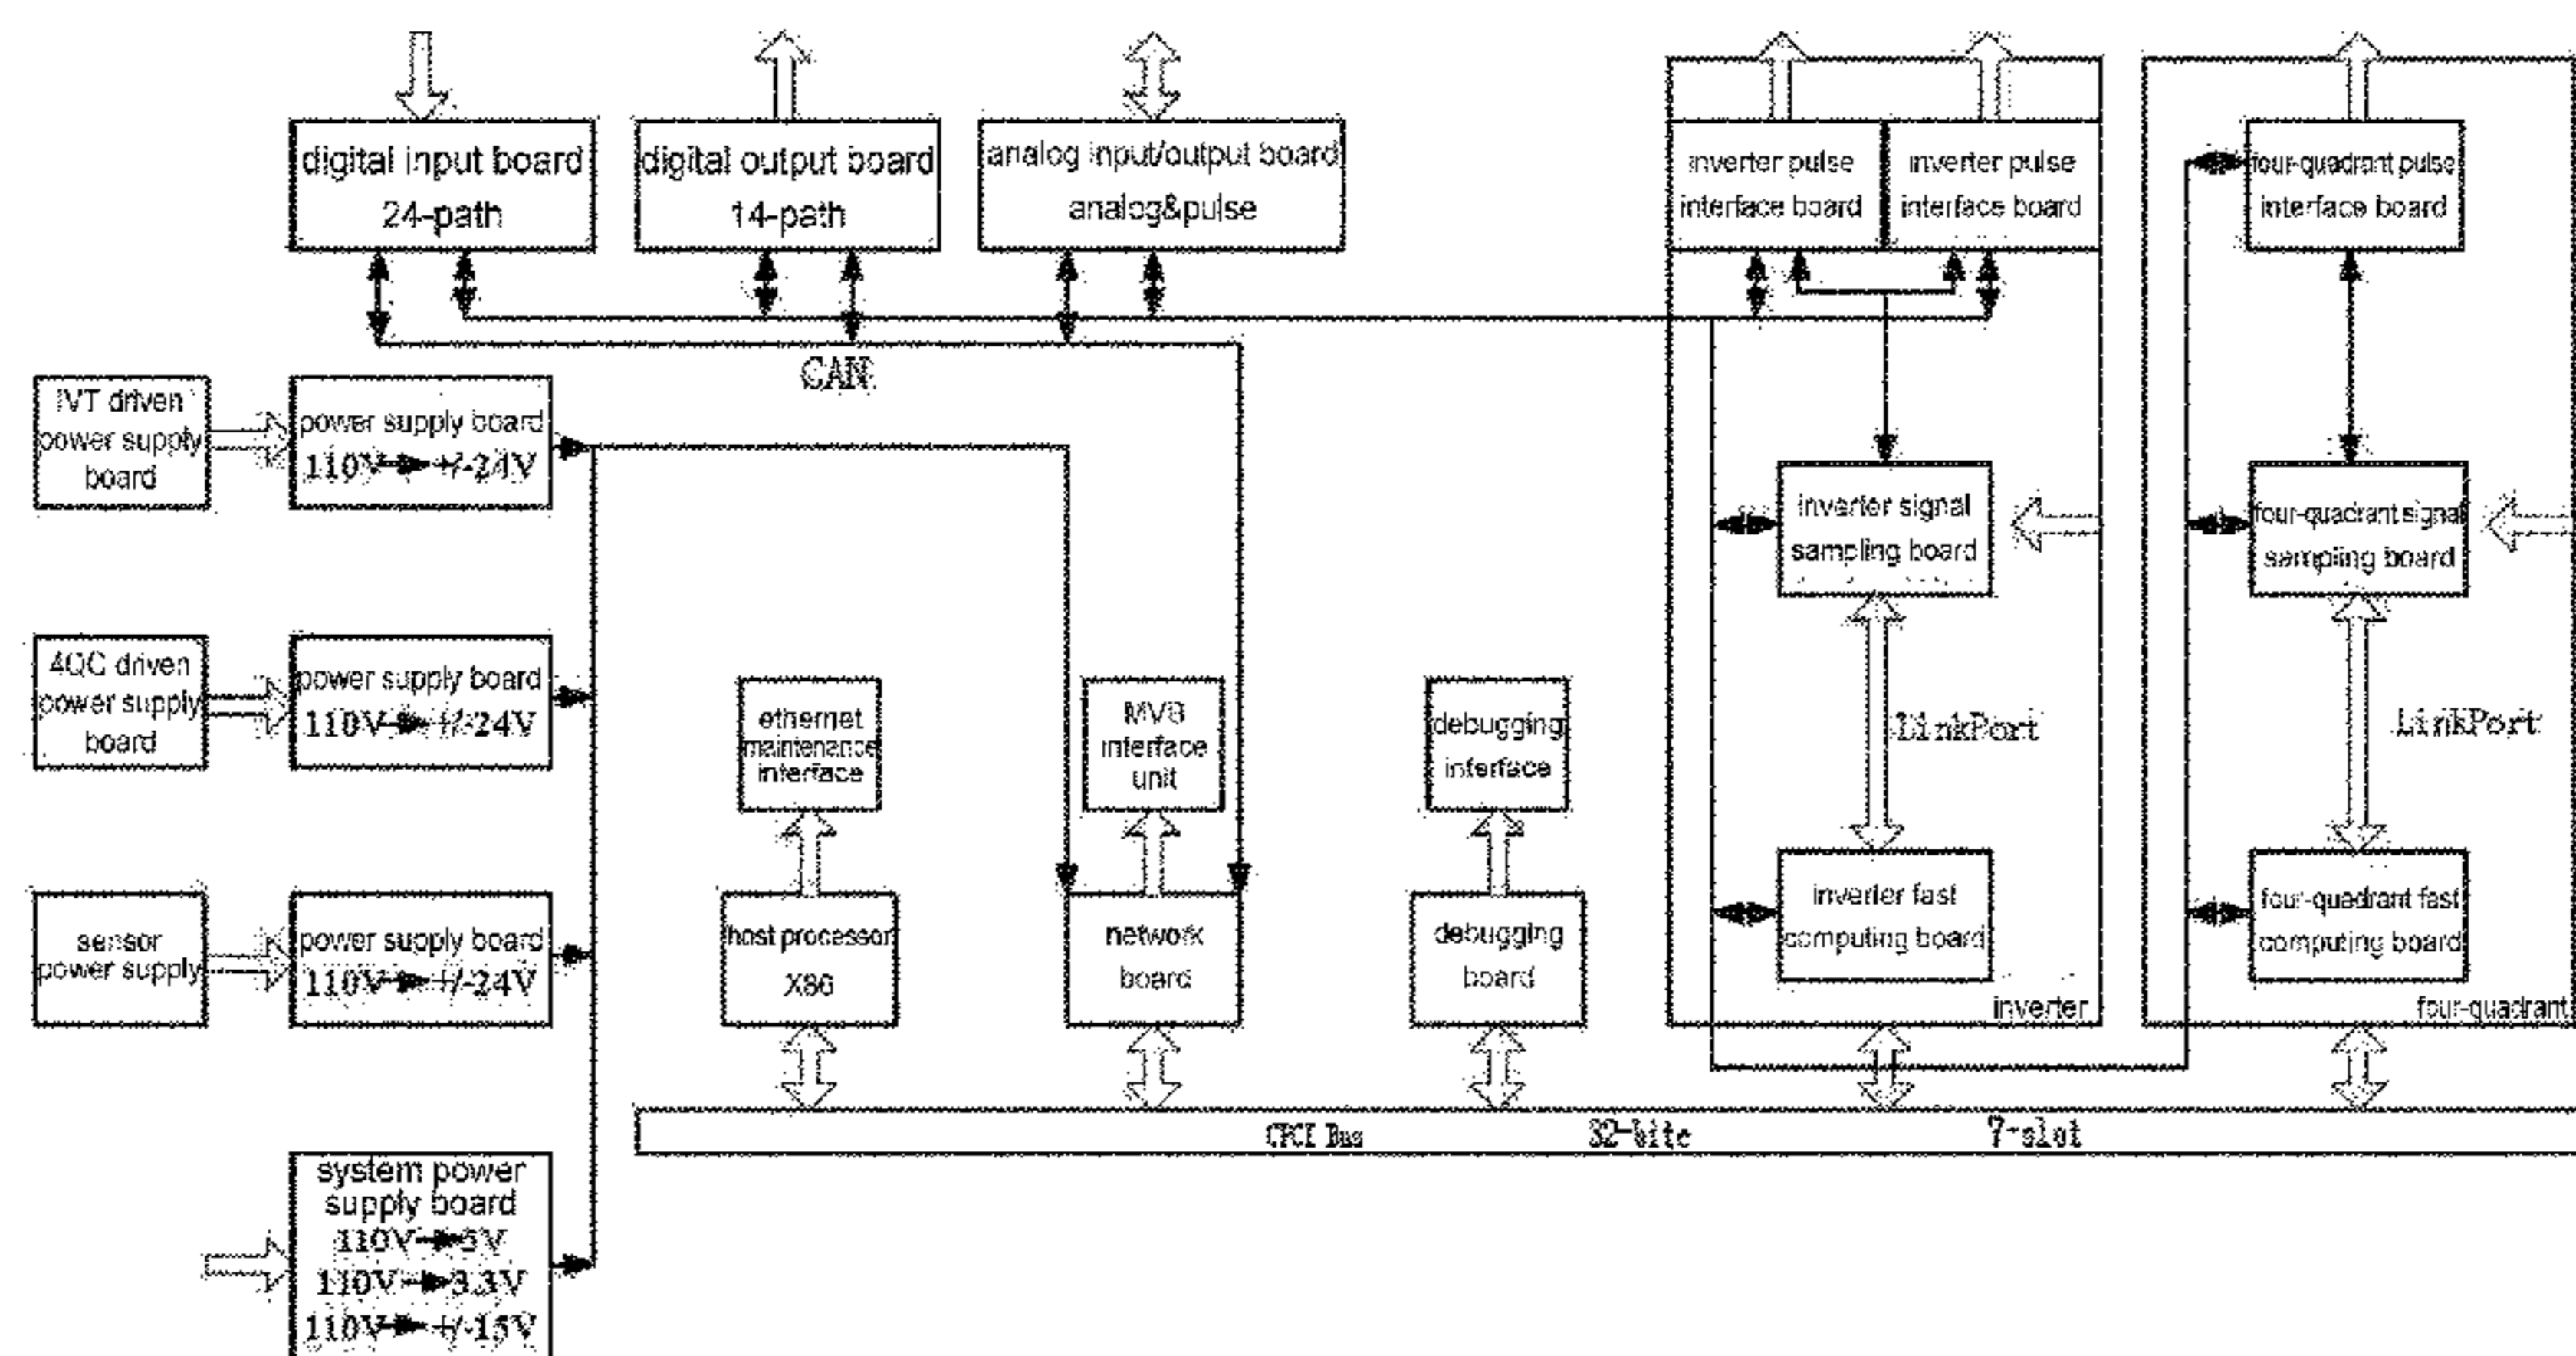 digital input board
24-path
digital output board
14-path
analog input/output board
analog&pulse
inverter pulse
interface board
inverter pulse
interface board
four-quadrant pulse
interface board
CAN
IVT driven
power supply
board
power supply board
110V +/-24V
inverter signal
sampling board
four-quadrant signal
sampling board
4QC driven
power supply
board
power supply board
110V +/-24V
ethernet
maintenance
interface
MVB
interface
unit
debugging
interface
LinkPort
LinkPort
sensor
power supply
power supply board
110V +/-24V
host processor
X86
network
board
debugging
board
inverter fast
computing board
four-quadrant fast
computing board
inverter
four-quadrant
CPCI Bus 32-bite 7-slot
system power
supply board
110V 5V
110V 3.3V
110V +/-15V